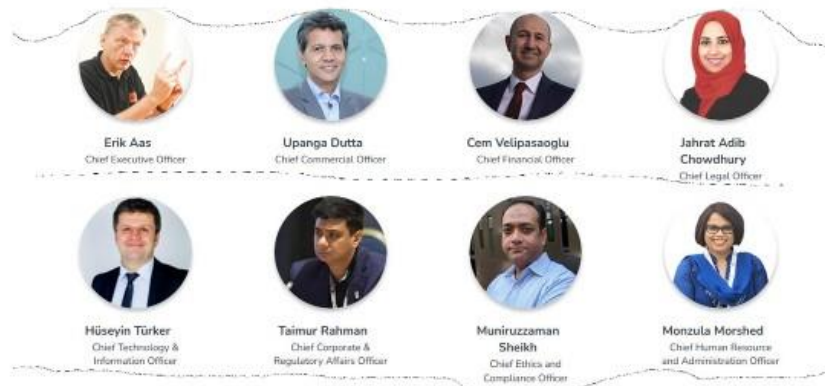 Erik Aas
Chief Executive Officer
Upanga Dutta
Chief Commercial Officer
Cem Velipasaoglu
Chief Financial Officer
Jahrat Adib
Chowdhury
Chief Legal Officer
Hüseyin Türker
Chief Technology &
Information Officer
Taimur Rahman
Chief Corporate &
Regulatory Affairs Officer
Muniruzzaman
Sheikh
Chief Ethics and
Compliance Officer
Monzula Morshed
Chief Human Resource
and Administration Officer